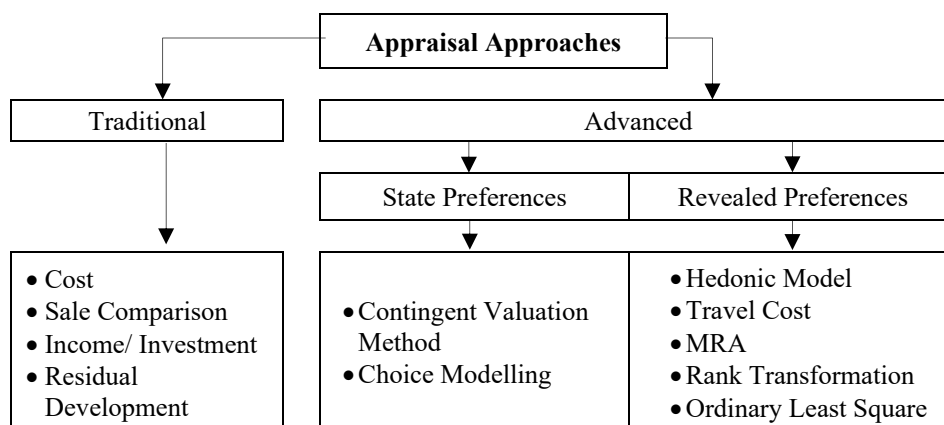 Appraisal Approaches
Traditional
Advanced
State Preferences
Revealed Preferences
• Cost
• Sale Comparison
• Income/ Investment
• Residual
Development
• Contingent Valuation
Method
• Choice Modelling
• Hedonic Model
• Travel Cost
• MRA
• Rank Transformation
• Ordinary Least Square